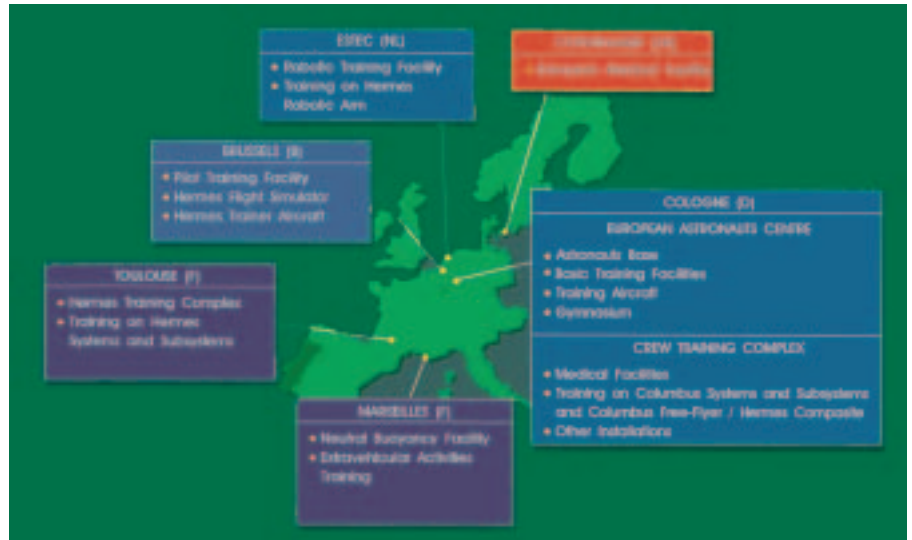 ESTEC (NL)
• Robotic Training Facility
• Training on Hermes
Robotic Arm
BRUSSELS (B)
• Pilot Training Facility
• Hermes Flight Simulator
• Hermes Trainer Aircraft
TOULOUSE (F)
• Hermes Training Complex
• Training on Hermes
Systems and Subsystems
MARSEILLES (F)
• Neutral Buoyancy Facility
• Extravehicular Activities
Training
COLOGNE (D)
EUROPEAN ASTRONAUTS CENTRE
• Astronauts Base
• Basic Training Facilities
• Training Aircraft
• Gymnasium
CREW TRAINING COMPLEX
• Medical Facilities
• Training on Columbus Systems and Subsystems
and Columbus Free-Flyer / Hermes Composite
• Other Installations